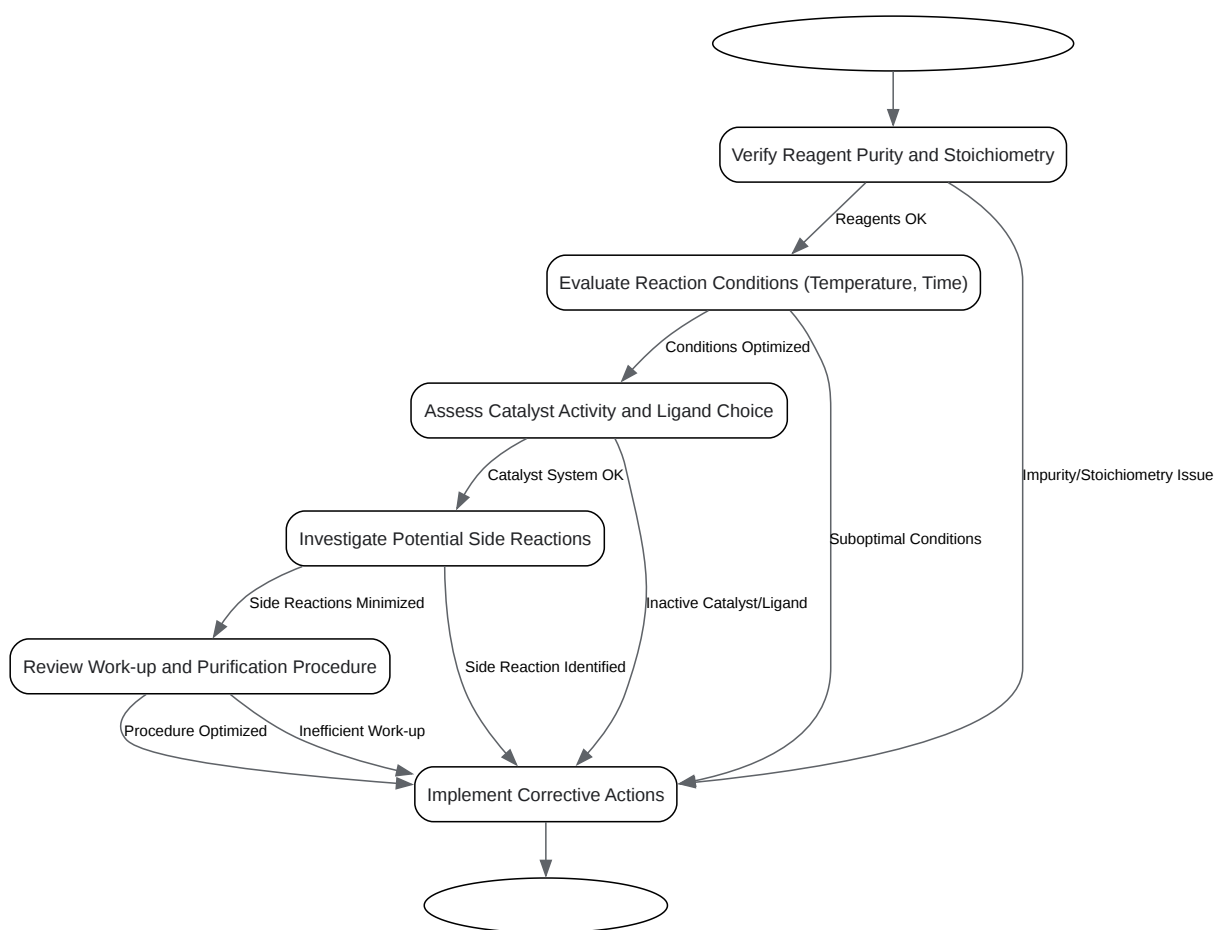 Verify Reagent Purity and Stoichiometry
Reagents OK
Evaluate Reaction Conditions (Temperature, Time)
Conditions Optimized
Assess Catalyst Activity and Ligand Choice
Catalyst System OK
Impurity/Stoichiometry Issue
Investigate Potential Side Reactions
Suboptimal Conditions
Side Reactions Minimized
Inactive Catalyst/Ligand
Review Work-up and Purification Procedure
Side Reaction Identified
Procedure Optimized
Inefficient Work-up
Implement Corrective Actions